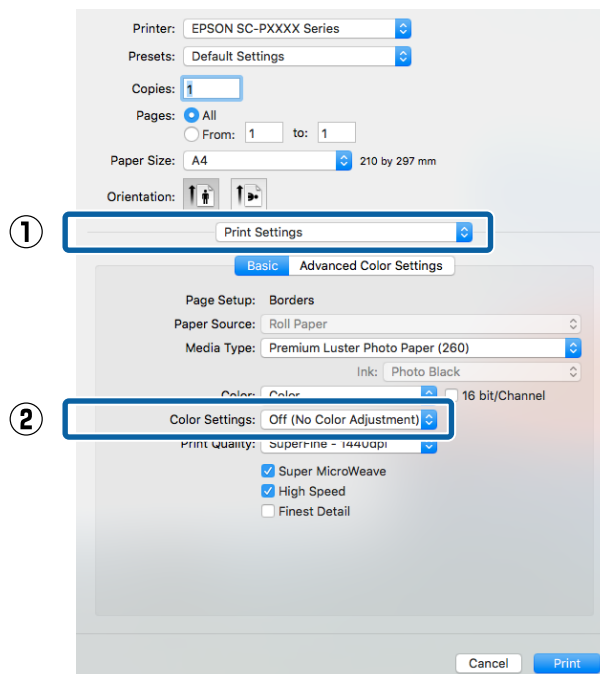 Printer: EPSON SC-PXXXX Series
Presets: Default Settings
Copies: 1
Pages: All
From: 1 to: 1
Paper Size: A4 210 by 297 mm
Orientation:
1 Print Settings
Basic Advanced Color Settings
Page Setup: Borders
Paper Source: Roll Paper
Media Type: Premium Luster Photo Paper (260)
Ink: Photo Black
Color: Color 16 bit/Channel
2 Color Settings: Off (No Color Adjustment)
Print Quality: SuperFine - 1440dpi
Super MicroWeave
High Speed
Finest Detail
Cancel Print